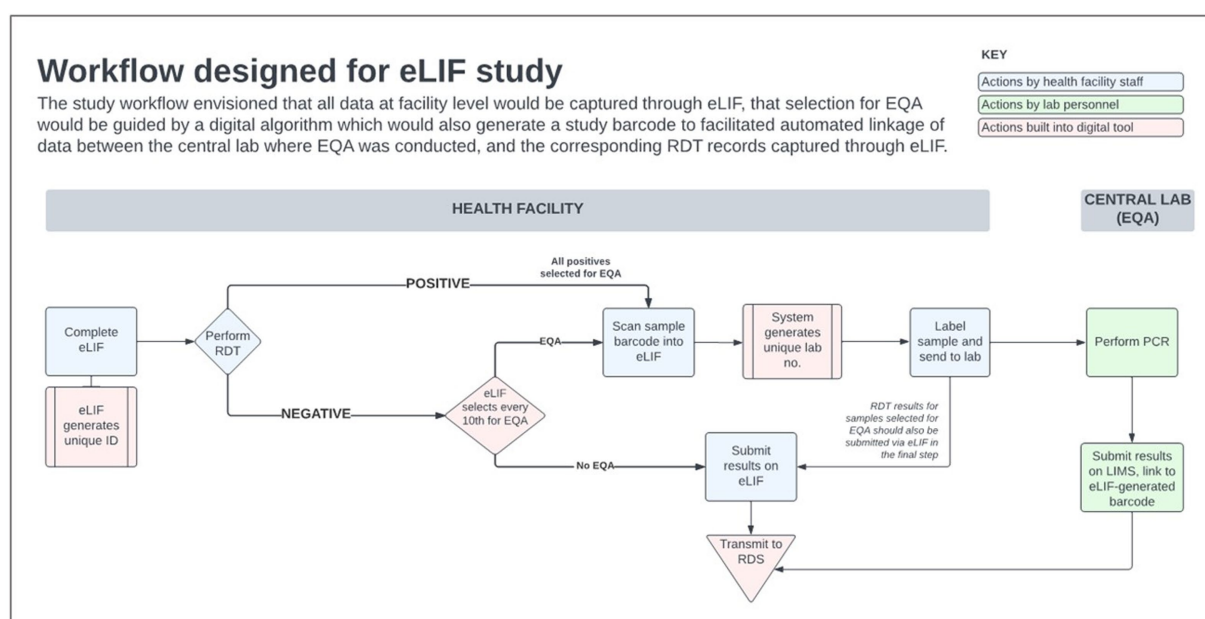 Workflow designed for eLIF study
The study workflow envisioned that all data at facility level would be captured through eLIF, that selection for EQA
would be guided by a digital algorithm which would also generate a study barcode to facilitated automated linkage of
data between the central lab where EQA was conducted, and the corresponding RDT records captured through eLIF.
KEY
Actions by health facility staff
Actions by lab personnel
Actions built into digital tool
HEALTH FACILITY
CENTRAL LAB
(EQA)
Complete
eLIF
eLIF
generates
unique ID
Perform
RDT
POSITIVE
All positives
selected for EQA
NEGATIVE
eLIF
selects every
10th for EQA
EQA
No EQA
Scan sample
barcode into
eLIF
System
generates
unique lab
no.
Label
sample and
send to lab
RDT results for
samples selected for
EQA should also be
submitted via eLIF in
the final step
Submit
results on
eLIF
Transmit to
RDS
Perform PCR
Submit results
on LIMS, link to
eLIF-generated
barcode